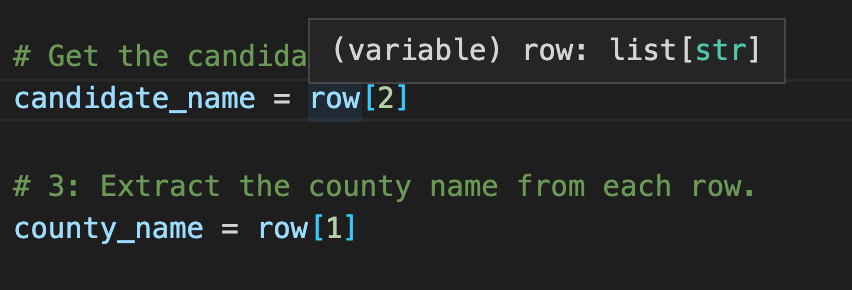 (variable) row: list[str]
# Get the candida
candidate_name = row[2]
# 3: Extract the county name from each row.
county_name = row[1]